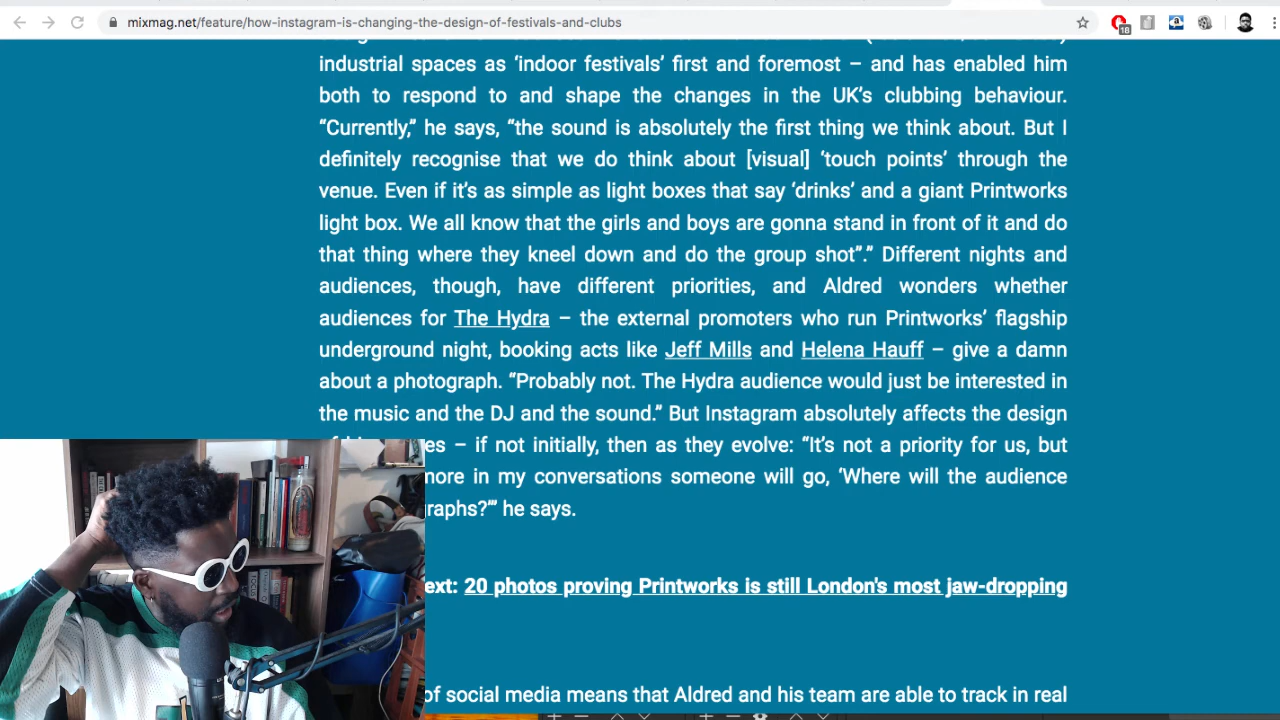 mixmag.net/feature/how-instagram-is-changing-the-design-of-festivals-and-clubs
18
industrial spaces as ‘indoor festivals’ first and foremost – and has enabled him
both to respond to and shape the changes in the UK’s clubbing behaviour.
“Currently,” he says, “the sound is absolutely the first thing we think about. But I
definitely recognise that we do think about [visual] ‘touch points’ through the
venue. Even if it’s as simple as light boxes that say ‘drinks’ and a giant Printworks
light box. We all know that the girls and boys are gonna stand in front of it and do
that thing where they kneel down and do the group shot”.” Different nights and
audiences, though, have different priorities, and Aldred wonders whether
audiences for The Hydra – the external promoters who run Printworks’ flagship
underground night, booking acts like Jeff Mills and Helena Hauff – give a damn
about a photograph. “Probably not. The Hydra audience would just be interested in
the music and the DJ and the sound.” But Instagram absolutely affects the design
es – if not initially, then as they evolve: “It’s not a priority for us, but
more in my conversations someone will go, ‘Where will the audience
raphs?’” he says.
ext: 20 photos proving Printworks is still London's most jaw-dropping
of social media means that Aldred and his team are able to track in real